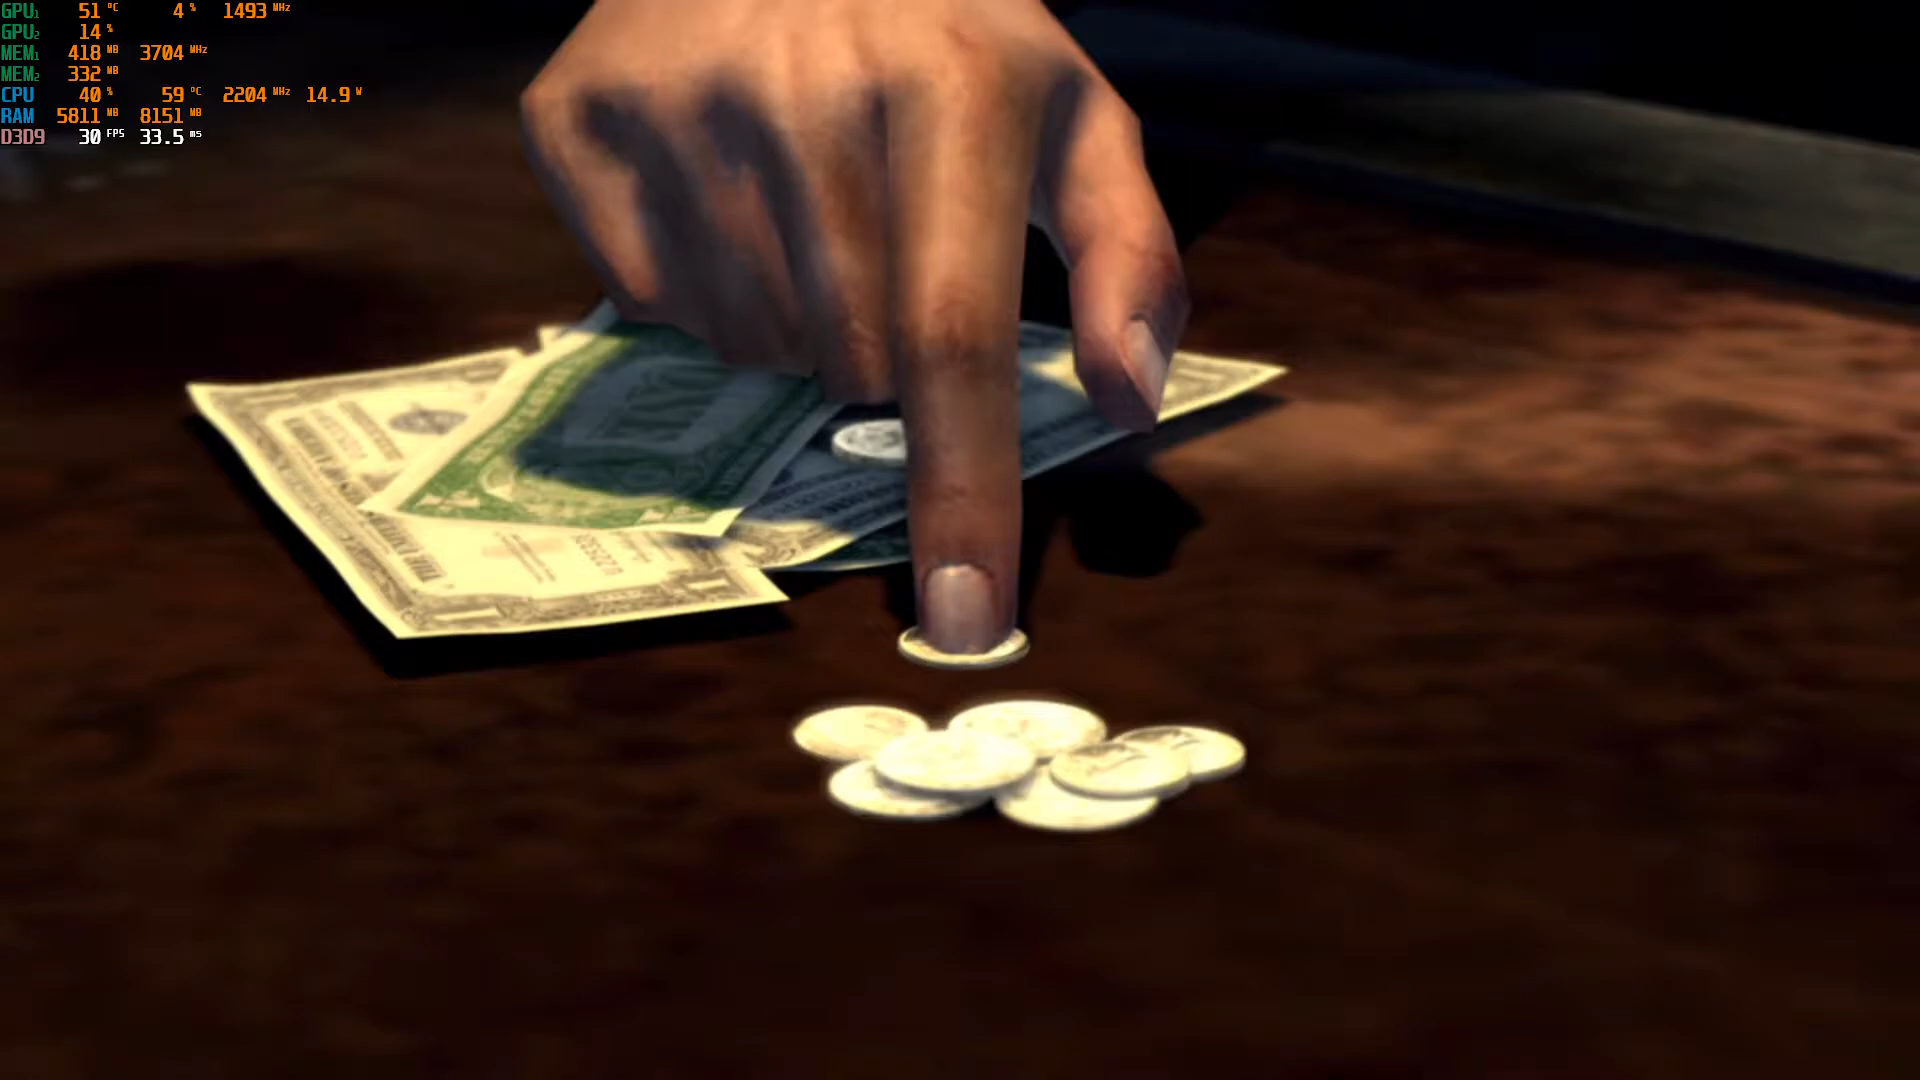 GPU₁ 51 °C 4 % 1493 MHz
GPU₂ 14 %
MEM₁ 418 MB 3704 MHz
MEM₂ 332 MB
CPU 40 % 59 °C 2204 MHz 14.9 W
RAM 5811 MB 8151 MB
D3D9 30 FPS 33.5 ms